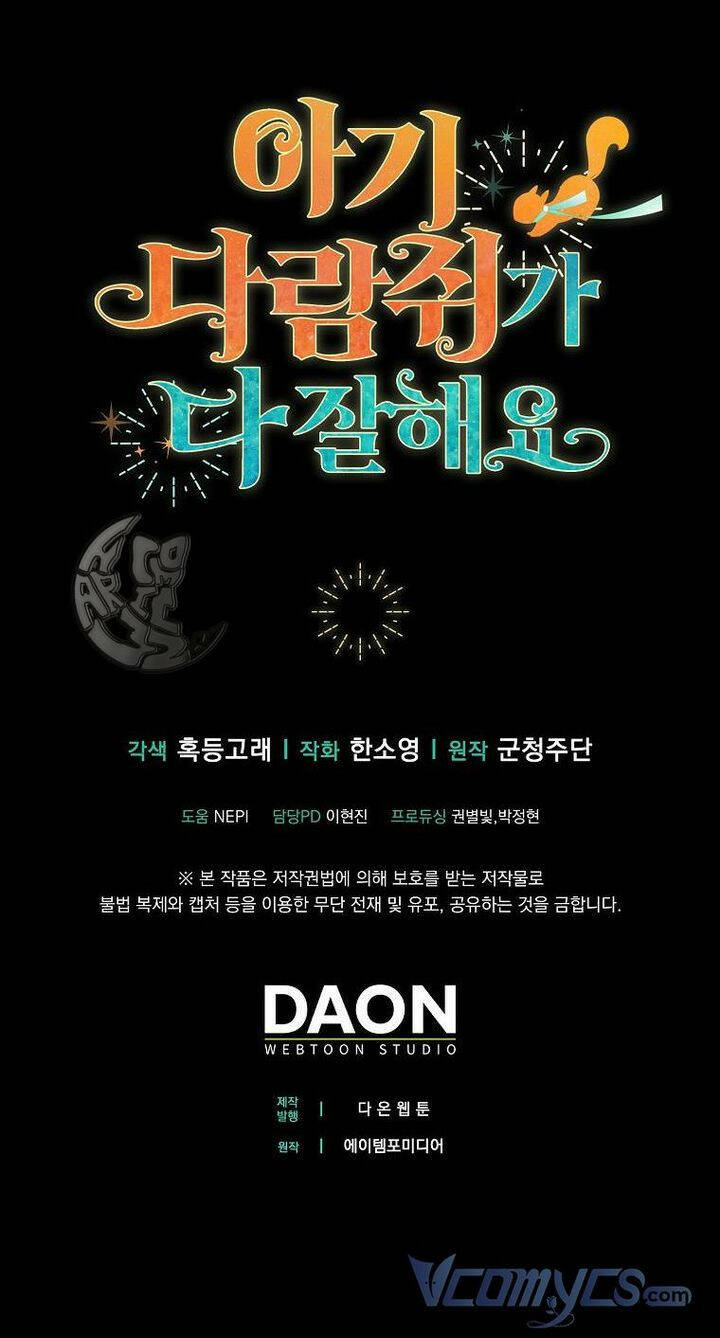 아기
다람쥐가
다 잘해요
각색 혹등고래 | 작화 한소영 | 원작 군청주단
도움 NEPI 담당PD 이현진 프로듀싱 권별빛,박정현
※ 본 작품은 저작권법에 의해 보호를 받는 저작물로
불법 복제와 캡처 등을 이용한 무단 전재 및 유포, 공유하는 것을 금합니다.
DAON
WEBTOON STUDIO
제작
발행 | 다온웹툰
원작 | 에이템포미디어
Vcomycs.com